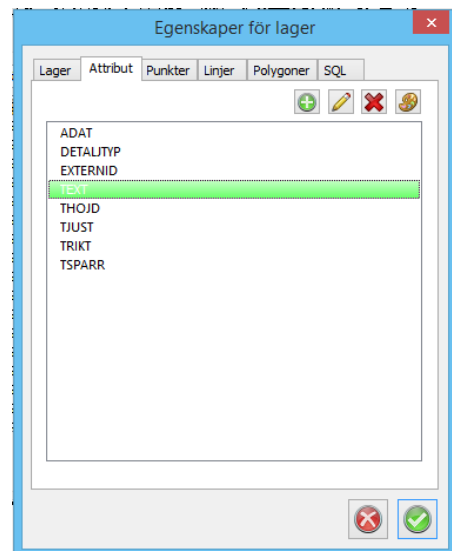 Egenskaper för lager
Lager Attribut Punkter Linjer Polygoner SQL
ADAT
DETALJTYP
EXTERNID
TEXT
THOJD
TJUST
TRIKT
TSPARR